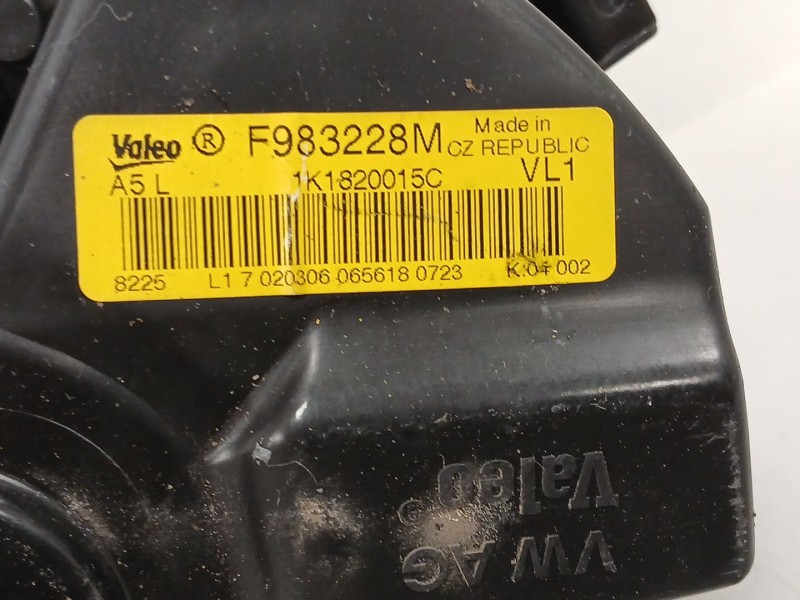 Valeo ® F983228M Made in
CZ REPUBLIC
A5 L 1K1820015C VL1
8225 L1 7 020306 065618 0723 K:04 002
Valeo
©
VW AG